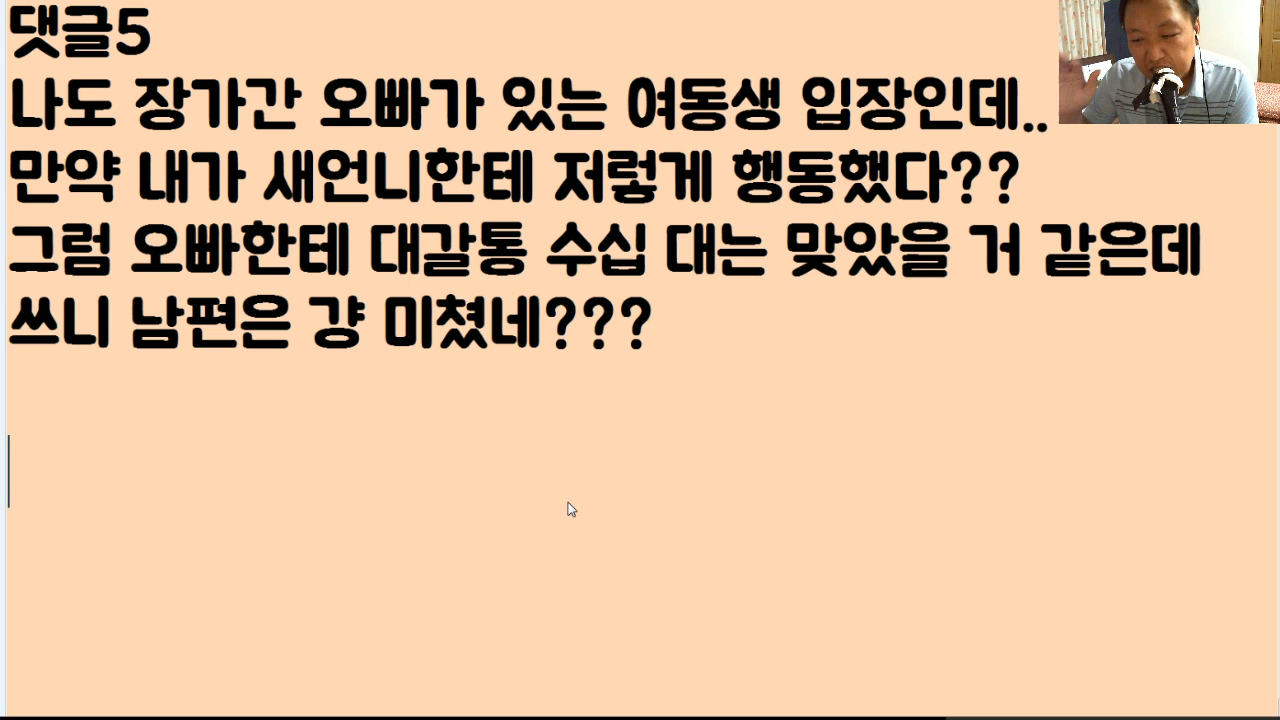 댓글5
나도 장가간 오빠가 있는 여동생 입장인데..
만약 내가 새언니한테 저렇게 행동했다??
그럼 오빠한테 대갈통 수십 대는 맞았을 거 같은데
쓰니 남편은 걍 미쳤네???